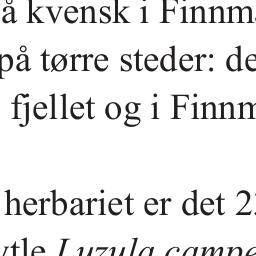 å kvensk i Finnm
på tørre steder: de
fjellet og i Finnm
herbariet er det 2
ytle Luzula campe